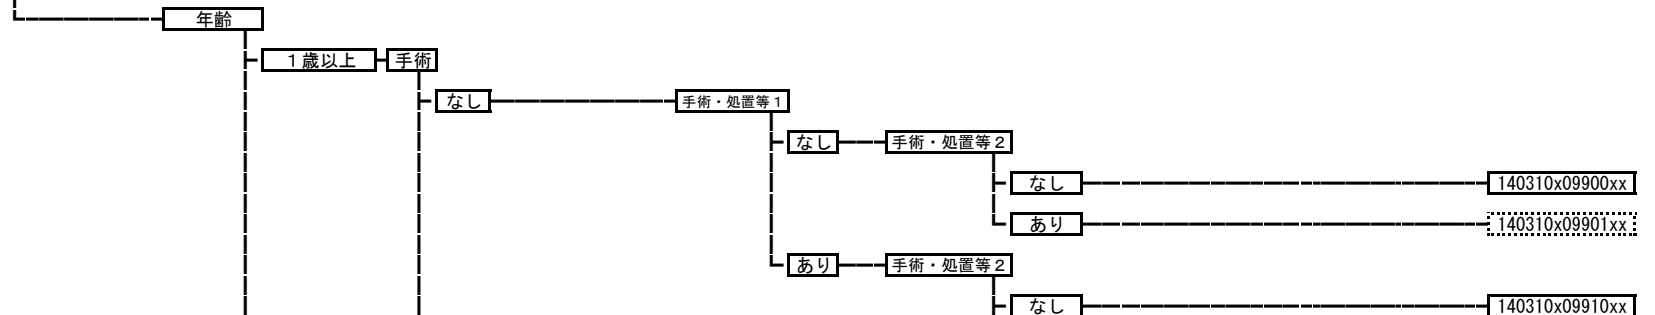 年齢
１歳以上 手術
なし 手術・処置等１
なし 手術・処置等２
なし 140310x09900xx
あり 140310x09901xx
あり 手術・処置等２
なし 140310x09910xx